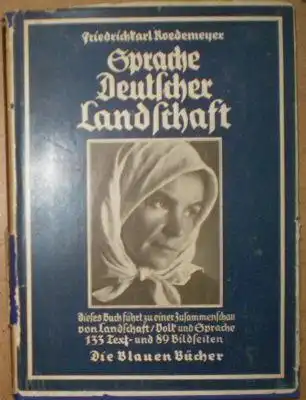 Friedrichkarl Roedemeyer
Sprache
Deutscher
Landschaft
Dieses Buch führt zu einer Zusammenschau
von Landschaft / Volk und Sprache
133 Text- und 89 Bildseiten
Die Blauen Bücher